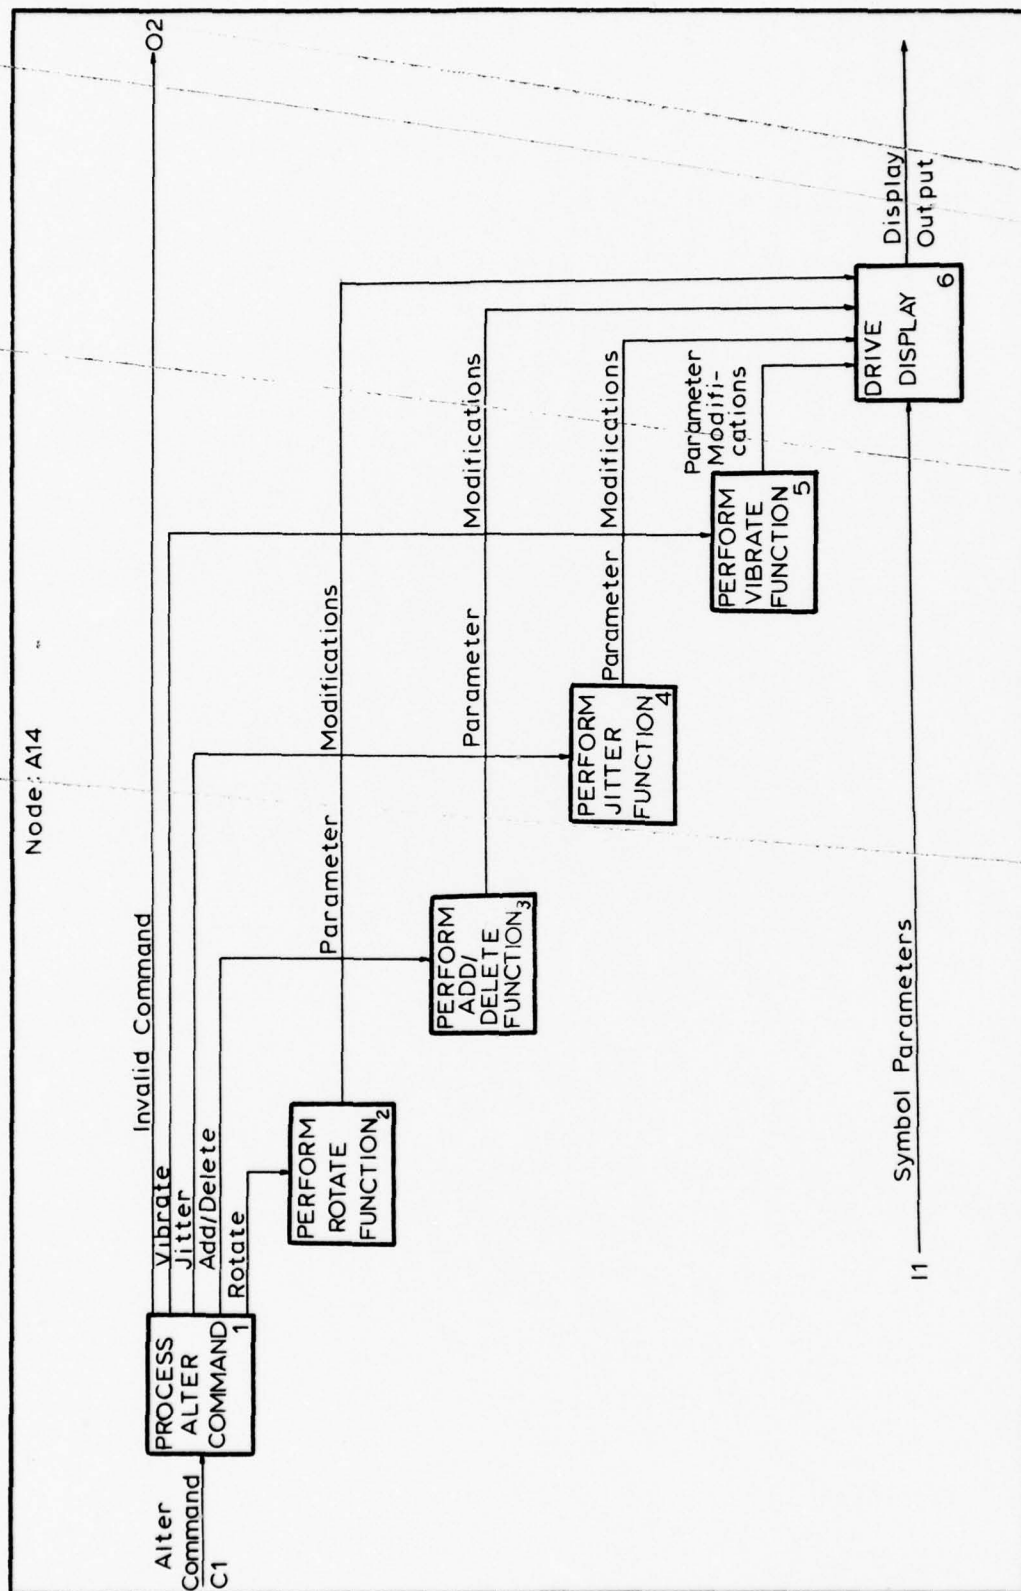 Node: A14
Alter
Command
C1
PROCESS
ALTER
COMMAND
1
Invalid Command
O2
Vibrate
Jitter
Add/Delete
Rotate
PERFORM
ROTATE
FUNCTION
2
Parameter Modifications
PERFORM
ADD/
DELETE
FUNCTION
3
Parameter Modifications
PERFORM
JITTER
FUNCTION
4
Parameter Modifications
PERFORM
VIBRATE
FUNCTION
5
Parameter
Modifi-
cations
DRIVE
DISPLAY
6
Display
Output
I1
Symbol Parameters